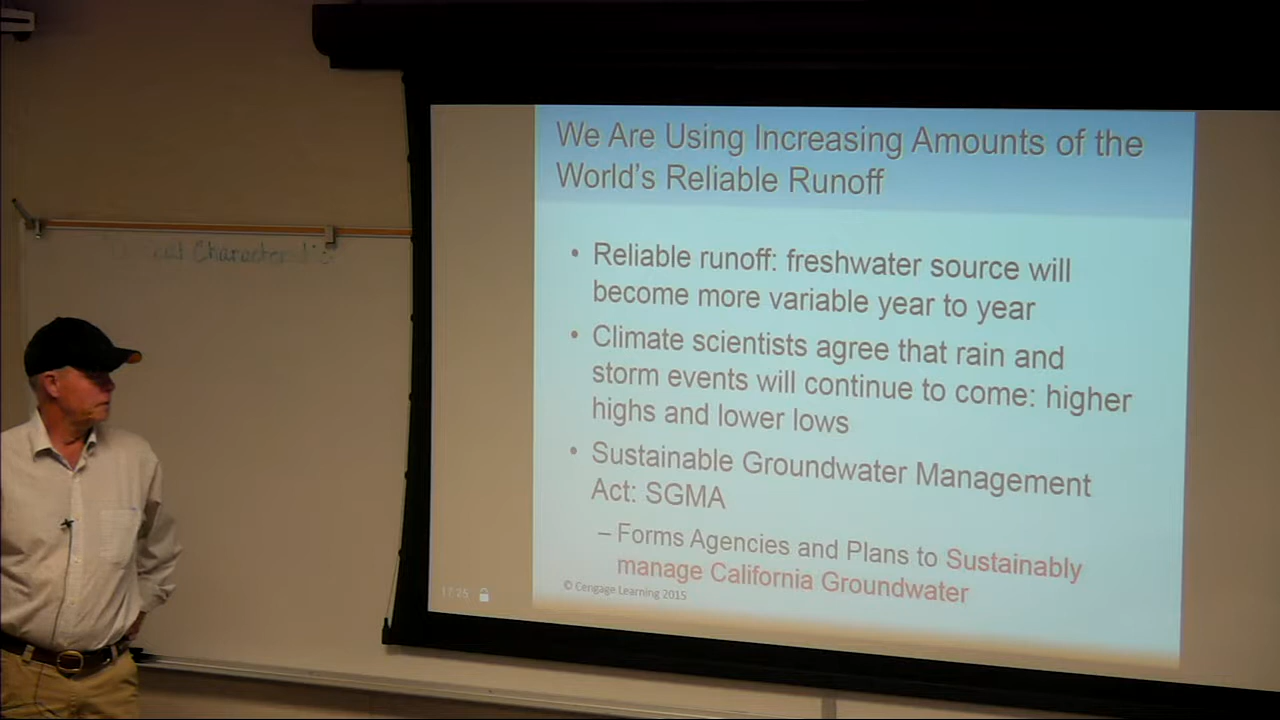 We Are Using Increasing Amounts of the
World's Reliable Runoff
• Reliable runoff: freshwater source will
become more variable year to year
• Climate scientists agree that rain and
storm events will continue to come: higher
highs and lower lows
• Sustainable Groundwater Management
Act: SGMA
– Forms Agencies and Plans to Sustainably
manage California Groundwater
© Cengage Learning 2015